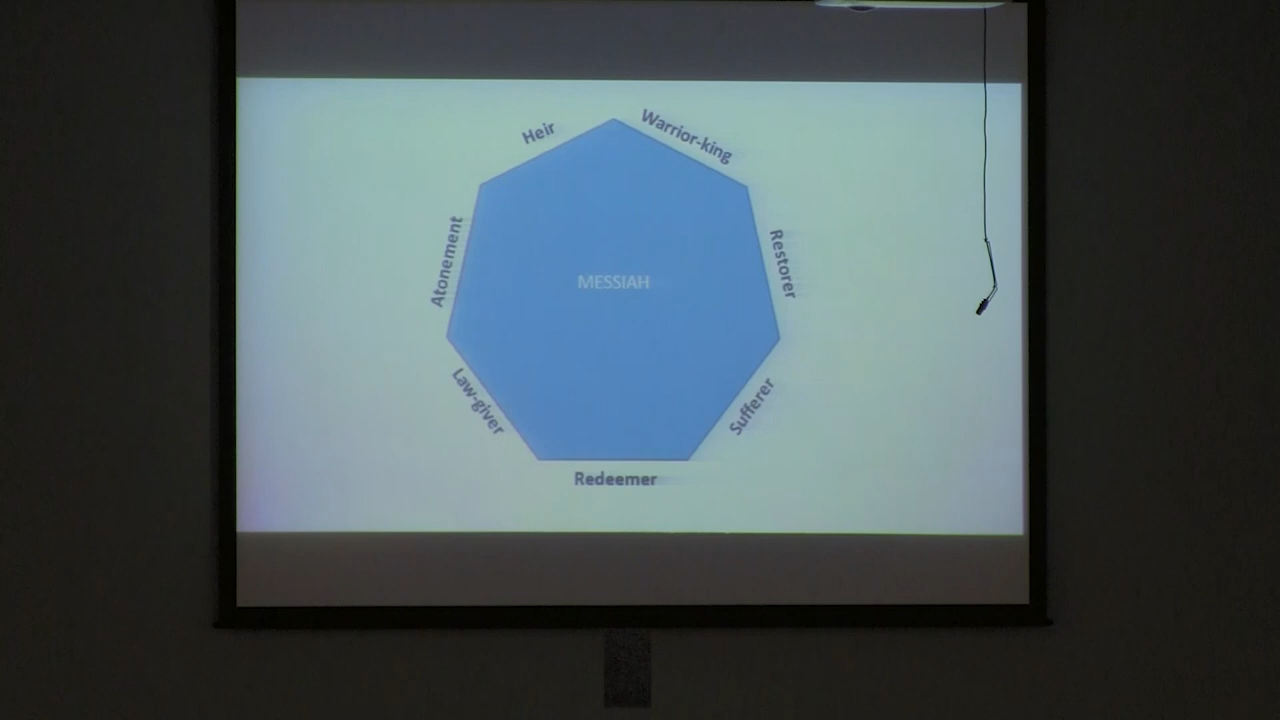 Heir
Warrior-king
Atonement
Restorer
MESSIAH
Law-giver
Sufferer
Redeemer